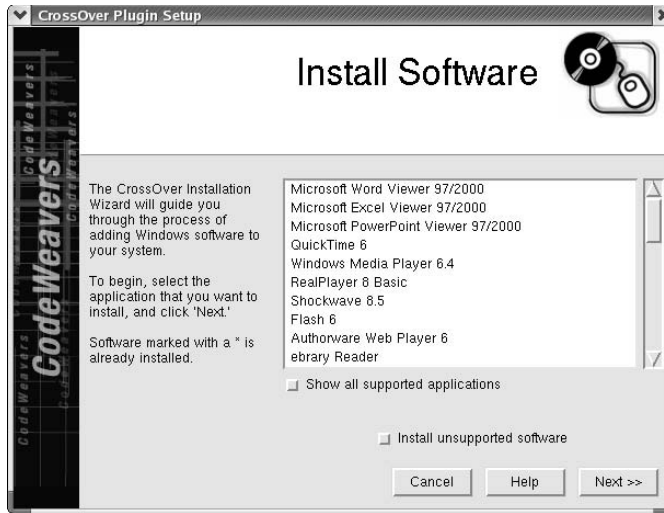 CrossOver Plugin Setup
Install Software
CodeWeavers
CodeWeavers
CodeWeavers
CodeWeavers
The CrossOver Installation
Wizard will guide you
through the process of
adding Windows software to
your system.
To begin, select the
application that you want to
install, and click 'Next.'
Software marked with a * is
already installed.
Microsoft Word Viewer 97/2000
Microsoft Excel Viewer 97/2000
Microsoft PowerPoint Viewer 97/2000
QuickTime 6
Windows Media Player 6.4
RealPlayer 8 Basic
Shockwave 8.5
Flash 6
Authorware Web Player 6
ebrary Reader
Show all supported applications
Install unsupported software
Cancel
Help
Next >>